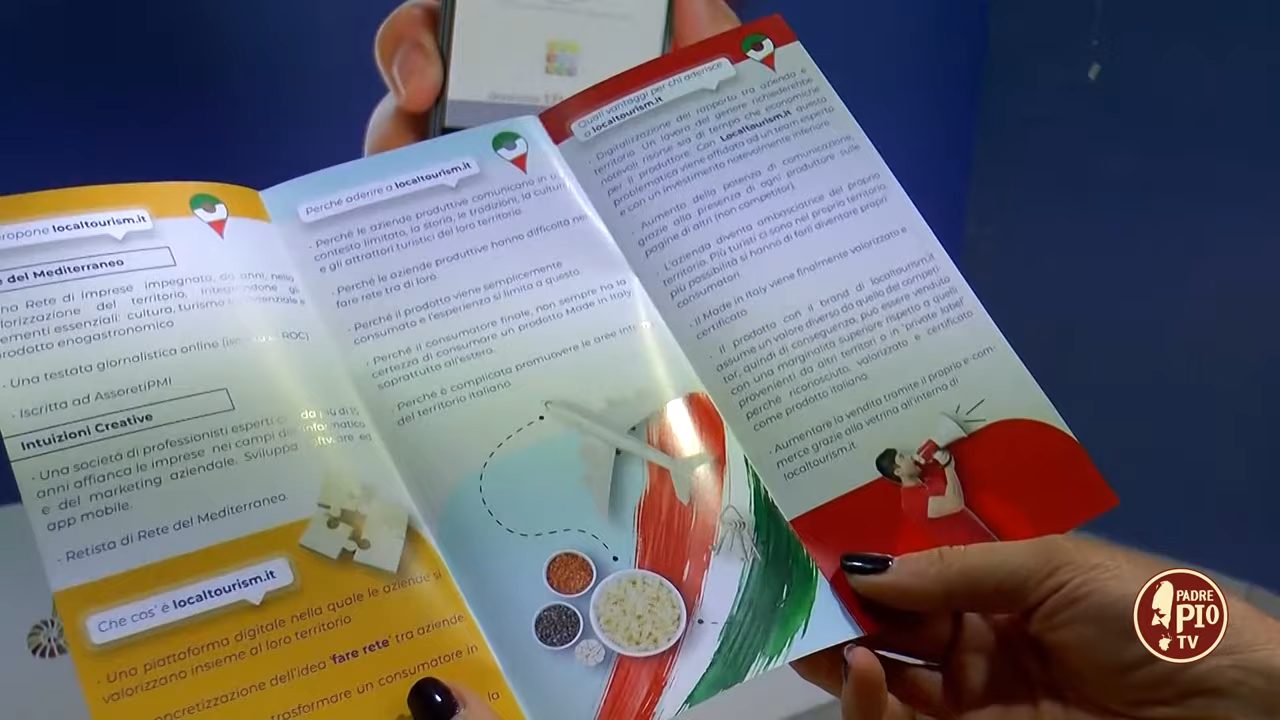 propone localtourism.it
e del Mediterraneo
na Rete di Imprese impegnata, da anni, nella
alorizzazione del territorio, integrandone gli
ementi essenziali: cultura, turismo
prodotto enogastronomico
- Una testata giornalistica online
- Iscritta ad AssoretiPMI
Intuizioni Creative
- Una società di professionisti esperti da più di 15
anni affianca le imprese nei campi
e del marketing aziendale. Sviluppa software ed
app mobile.
- Retista di Rete del Mediterraneo.
Che cos' è localtourism.it
- Una piattaforma digitale nella quale le aziende si
valorizzano insieme al loro territorio
oncretizzazione dell'idea 'fare rete' tra aziende
trasformare un consumatore in
la
Perché aderire a localtourism.it
- Perché le aziende produttive comunicano in u
contesto limitato, la storia, le tradizioni, la cultur
e gli attrattori turistici del loro territorio
- Perché le aziende produttive hanno difficoltà nel
fare rete tra di loro
- Perché il prodotto viene semplicemente
consumato e l'esperienza si limita a questo.
- Perché il consumatore finale, non sempre ha la
certezza di consumare un prodotto Made in Italy
soprattutto all'estero.
- Perché è complicata promuovere le aree
del territorio italiano
Quali vantaggi per chi aderisce
a localtourism.it
- Digitalizzazione del rapporto tra azienda e
territorio. Un lavoro del genere richiederebbe
notevoli risorse sia di tempo che economiche
per il produttore. Con Localtourism.it questa
problematica viene affidata ad un team esperto
e con un investimento notevolmente inferiore
- Aumento della potenza di comunicazione,
grazie alla presenza di ogni produttore sulle
pagine di altri (non competitor)
- L'azienda diventa ambasciatrice del proprio
territorio. Più turisti ci sono nel proprio territorio
più possibilità si hanno di farli diventare propri
consumatori
- Il Made in Italy viene finalmente valorizzato e
certificato
- Il prodotto con il brand di localtourism.it
assume un valore diverso da quello dei competi-
tor, quindi di conseguenza, può essere venduto
con una marginalità superiore rispetto a quelli
provenienti da altri territori o in "private label"
perché riconosciuto, valorizzato e certificato
come prodotto italiano.
- Aumentare la vendita tramite il proprio e-com-
merce grazie alla vetrina all'interno di
localtourism.it
PADRE
PIO
TV